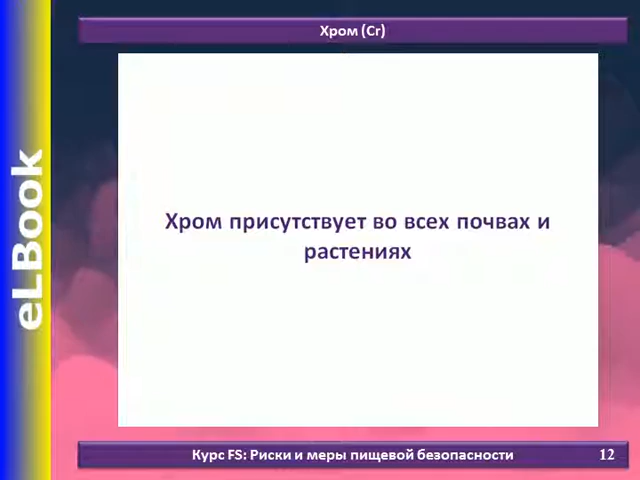 Хром (Cr)
eLBook
Хром присутствует во всех почвах и
растениях
Курс FS: Риски и меры пищевой безопасности 12